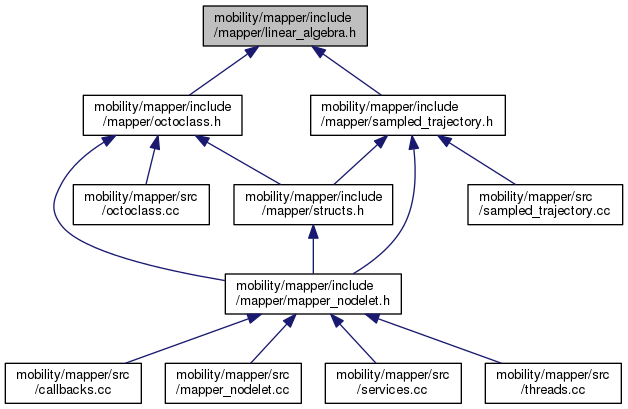 mobility/mapper/include
/mapper/linear_algebra.h
mobility/mapper/include
/mapper/octoclass.h
mobility/mapper/include
/mapper/sampled_trajectory.h
mobility/mapper/src
/octoclass.cc
mobility/mapper/include
/mapper/structs.h
mobility/mapper/src
/sampled_trajectory.cc
mobility/mapper/include
/mapper/mapper_nodelet.h
mobility/mapper/src
/callbacks.cc
mobility/mapper/src
/mapper_nodelet.cc
mobility/mapper/src
/services.cc
mobility/mapper/src
/threads.cc